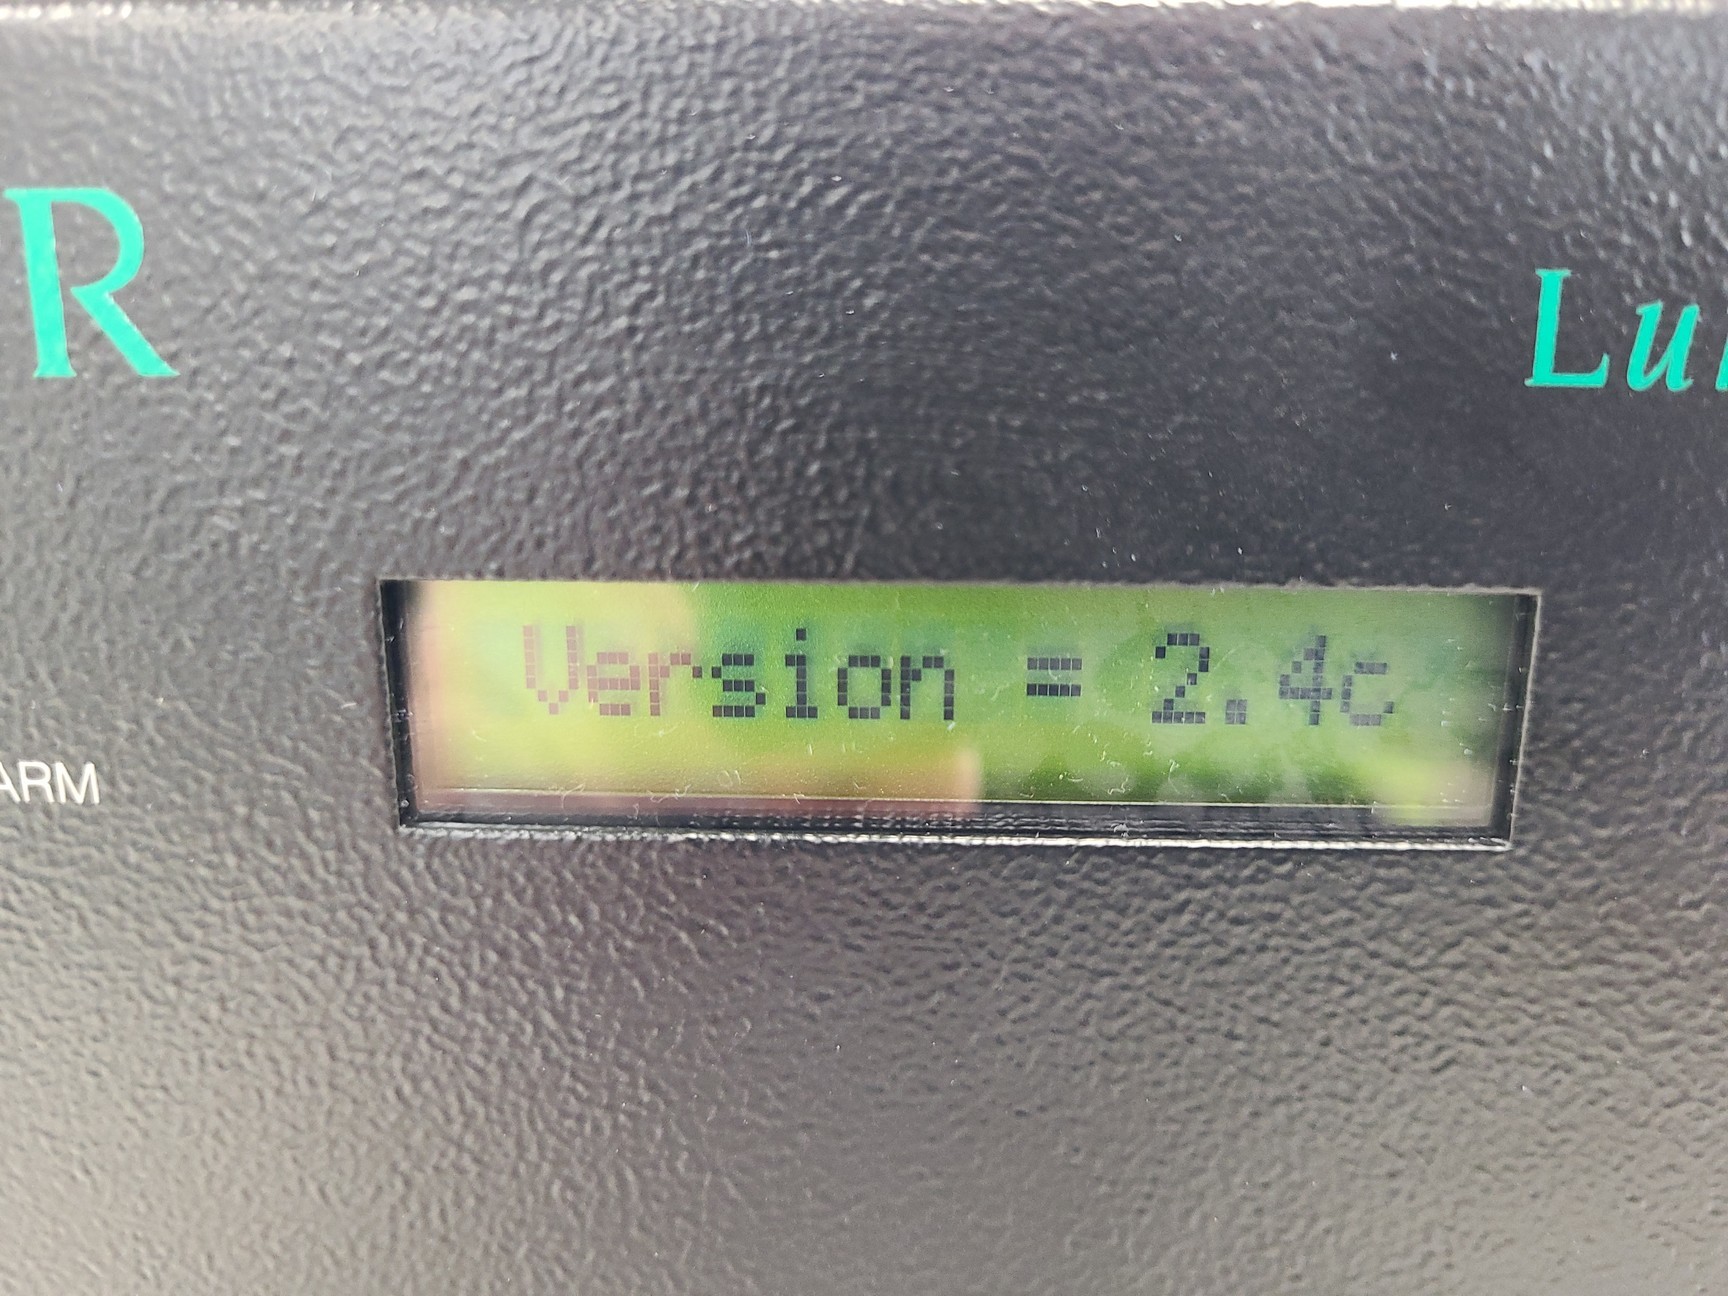 R
Lu
Version = 2.4c
ARM